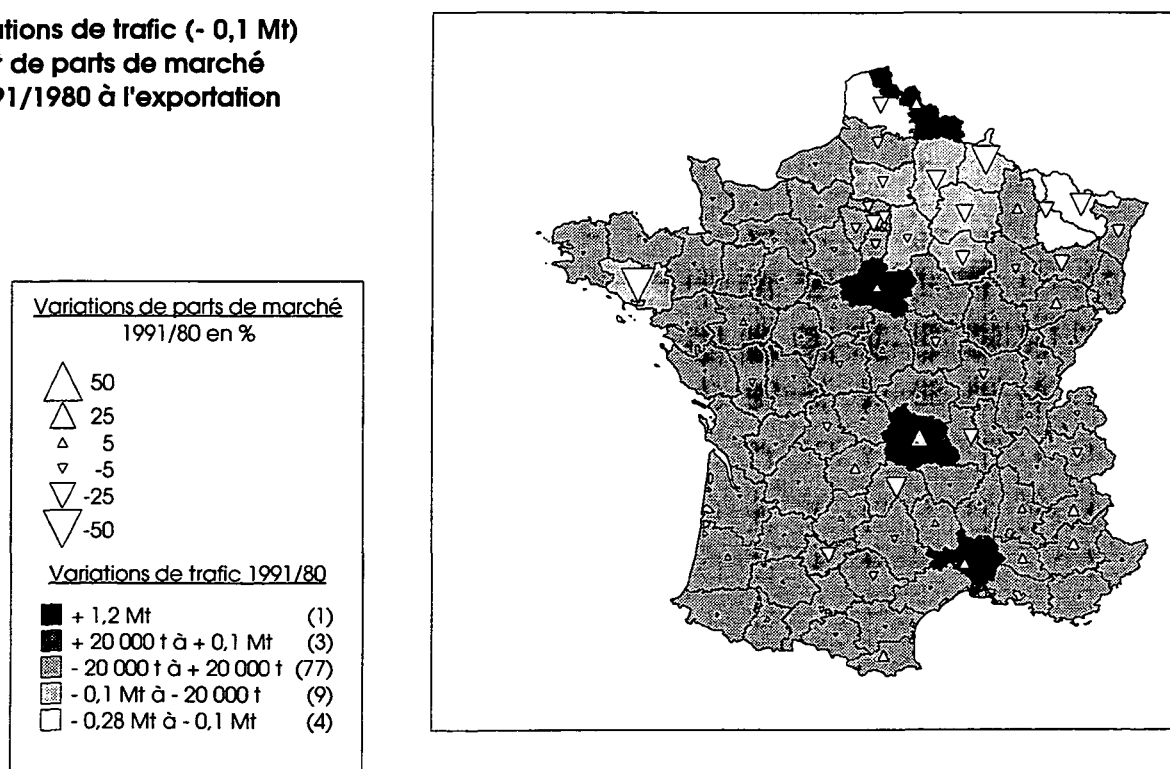 ations de trafic (- 0,1 Mt)
de parts de marché
91/1980 à l'exportation
Variations de parts de marché
1991/80 en %
50
25
5
-5
-25
-50
Variations de trafic 1991/80
+ 1,2 Mt (1)
+ 20 000 t à + 0,1 Mt (3)
- 20 000 t à + 20 000 t (77)
- 0,1 Mt à - 20 000 t (9)
- 0,28 Mt à - 0,1 Mt (4)